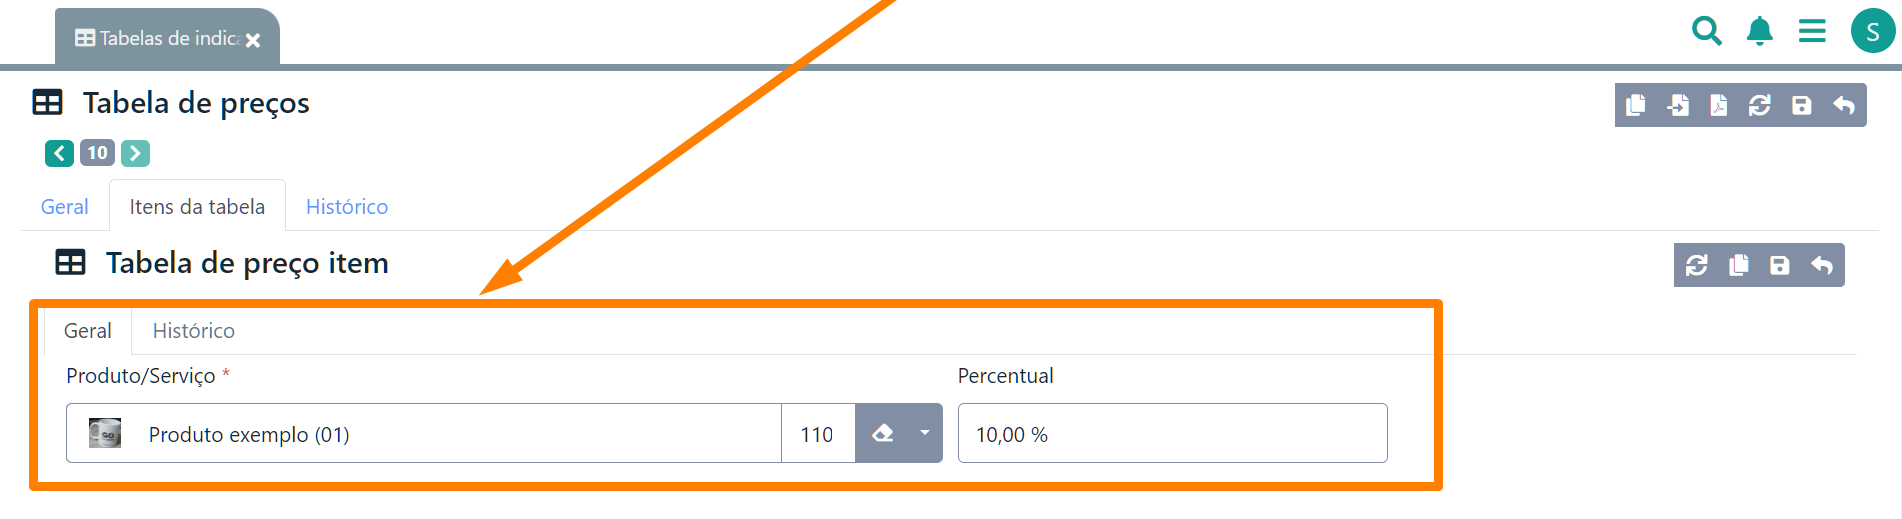 Tabelas de indica
S
Tabela de preços
10
Geral Itens da tabela Histórico
Tabela de preço item
Geral Histórico
Produto/Serviço * Percentual
Produto exemplo (01) 110 10,00 %